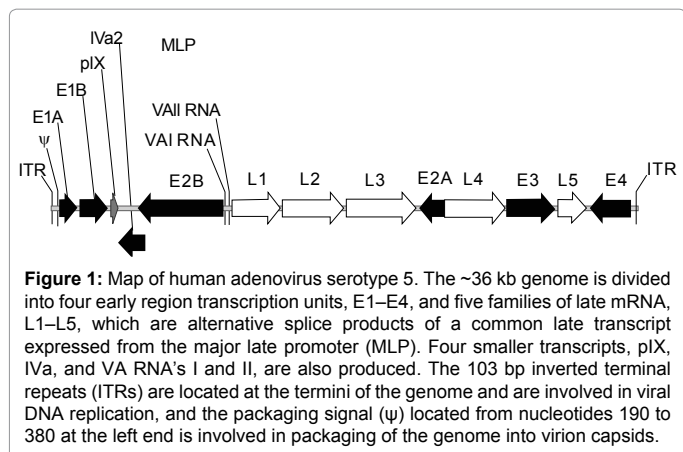 IVa2
MLP
pIX
E1B
VAII RNA
E1A
VAI RNA
ψ
ITR
E2B
L1
L2
L3
E2A
L4
E3
L5
E4
ITR
Figure 1: Map of human adenovirus serotype 5. The ~36 kb genome is divided
into four early region transcription units, E1–E4, and five families of late mRNA,
L1–L5, which are alternative splice products of a common late transcript
expressed from the major late promoter (MLP). Four smaller transcripts, pIX,
IVa, and VA RNA's I and II, are also produced. The 103 bp inverted terminal
repeats (ITRs) are located at the termini of the genome and are involved in viral
DNA replication, and the packaging signal (ψ) located from nucleotides 190 to
380 at the left end is involved in packaging of the genome into virion capsids.